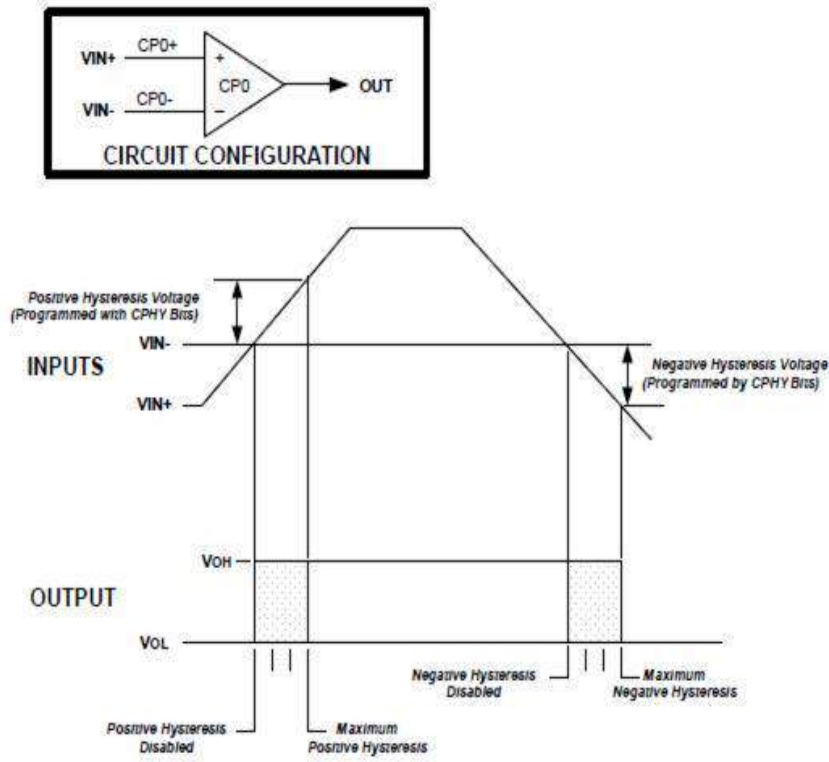 CP0+
VIN+
+
CP0
OUT
CP0-
VIN-
–
CIRCUIT CONFIGURATION
Positive Hysteresis Voltage
(Programmed with CPHY Bits)
VIN-
INPUTS
Negative Hysteresis Voltage
(Programmed by CPHY Bits)
VIN+
VOH
OUTPUT
VOL
Negative Hysteresis
Disabled
Maximum
Negative Hysteresis
Positive Hysteresis
Disabled
Maximum
Positive Hysteresis